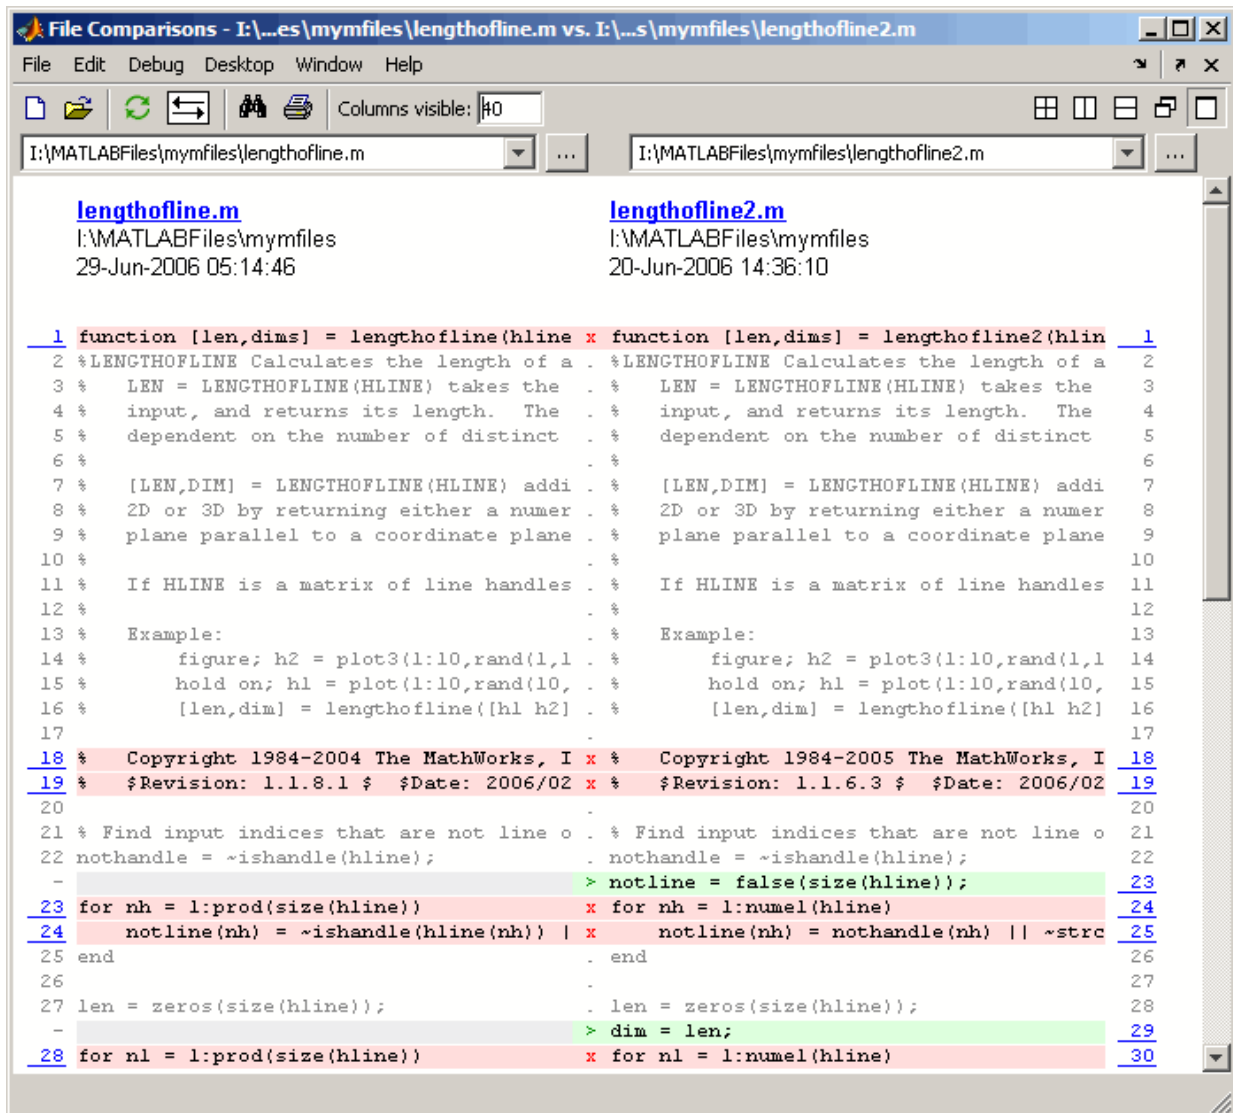 File Comparisons - I:\...es\mymfiles\lengthofline.m vs. I:\...s\mymfiles\lengthofline2.m
File Edit Debug Desktop Window Help
Columns visible: 40
I:\MATLABFiles\mymfiles\lengthofline.m ... I:\MATLABFiles\mymfiles\lengthofline2.m ...
lengthofline.m lengthofline2.m
I:\MATLABFiles\mymfiles I:\MATLABFiles\mymfiles
29-Jun-2006 05:14:46 20-Jun-2006 14:36:10
1 function [len,dims] = lengthofline(hline x function [len,dims] = lengthofline2(hlin 1
2 %LENGTHOFLINE Calculates the length of a . %LENGTHOFLINE Calculates the length of a 2
3 % LEN = LENGTHOFLINE(HLINE) takes the . % LEN = LENGTHOFLINE(HLINE) takes the 3
4 % input, and returns its length. The . % input, and returns its length. The 4
5 % dependent on the number of distinct . % dependent on the number of distinct 5
6 % . % 6
7 % [LEN,DIM] = LENGTHOFLINE(HLINE) addi . % [LEN,DIM] = LENGTHOFLINE(HLINE) addi 7
8 % 2D or 3D by returning either a numer . % 2D or 3D by returning either a numer 8
9 % plane parallel to a coordinate plane . % plane parallel to a coordinate plane 9
10 % . % 10
11 % If HLINE is a matrix of line handles . % If HLINE is a matrix of line handles 11
12 % . % 12
13 % Example: . % Example: 13
14 % figure; h2 = plot3(1:10,rand(1,1 . % figure; h2 = plot3(1:10,rand(1,1 14
15 % hold on; h1 = plot(1:10,rand(10, . % hold on; h1 = plot(1:10,rand(10, 15
16 % [len,dim] = lengthofline([h1 h2] . % [len,dim] = lengthofline([h1 h2] 16
17 . 17
18 % Copyright 1984-2004 The MathWorks, I x % Copyright 1984-2005 The MathWorks, I 18
19 % $Revision: 1.1.8.1 $ $Date: 2006/02 x % $Revision: 1.1.6.3 $ $Date: 2006/02 19
20 . 20
21 % Find input indices that are not line o . % Find input indices that are not line o 21
22 nothandle = ~ishandle(hline); . nothandle = ~ishandle(hline); 22
- > notline = false(size(hline)); 23
23 for nh = 1:prod(size(hline)) x for nh = 1:numel(hline) 24
24 notline(nh) = ~ishandle(hline(nh)) | x notline(nh) = nothandle(nh) || ~strc 25
25 end . end 26
26 . 27
27 len = zeros(size(hline)); . len = zeros(size(hline)); 28
- > dim = len; 29
28 for nl = 1:prod(size(hline)) x for nl = 1:numel(hline) 30